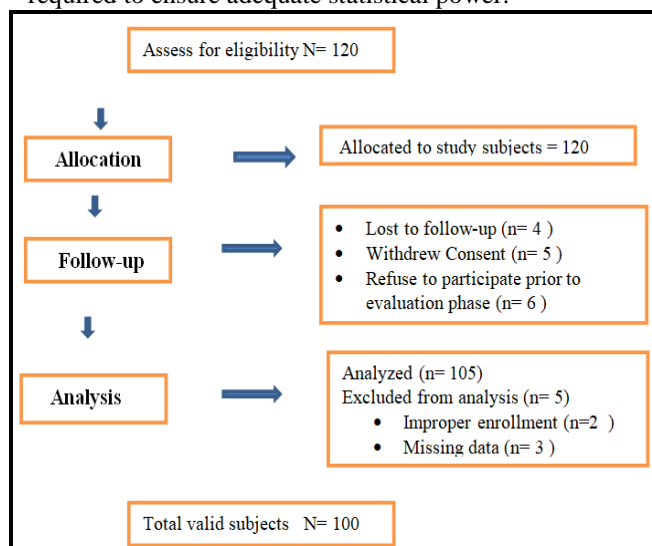 required to ensure adequate statistical power.
Assess for eligibility N= 120
Allocation
Allocated to study subjects = 120
Follow-up
• Lost to follow-up (n= 4 )
• Withdrew Consent (n= 5 )
• Refuse to participate prior to
evaluation phase (n= 6 )
Analysis
Analyzed (n= 105)
Excluded from analysis (n= 5)
• Improper enrollment (n=2 )
• Missing data (n= 3 )
Total valid subjects N= 100